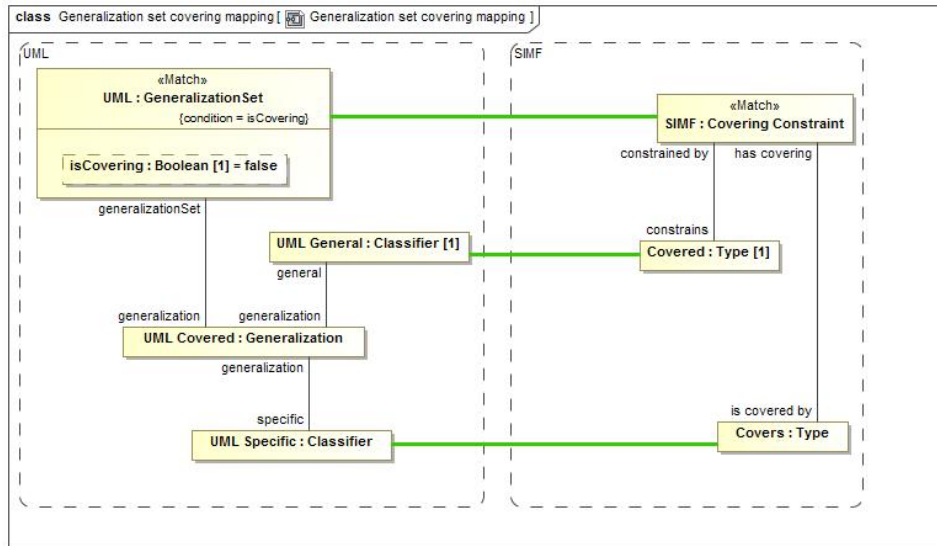 class Generalization set covering mapping [ Generalization set covering mapping ]
UML
«Match»
UML : GeneralizationSet
{condition = isCovering}
isCovering : Boolean [1] = false
generalizationSet
UML General : Classifier [1]
general
generalization
generalization
UML Covered : Generalization
generalization
specific
UML Specific : Classifier
SIMF
«Match»
SIMF : Covering Constraint
constrained by
has covering
constrains
Covered : Type [1]
is covered by
Covers : Type